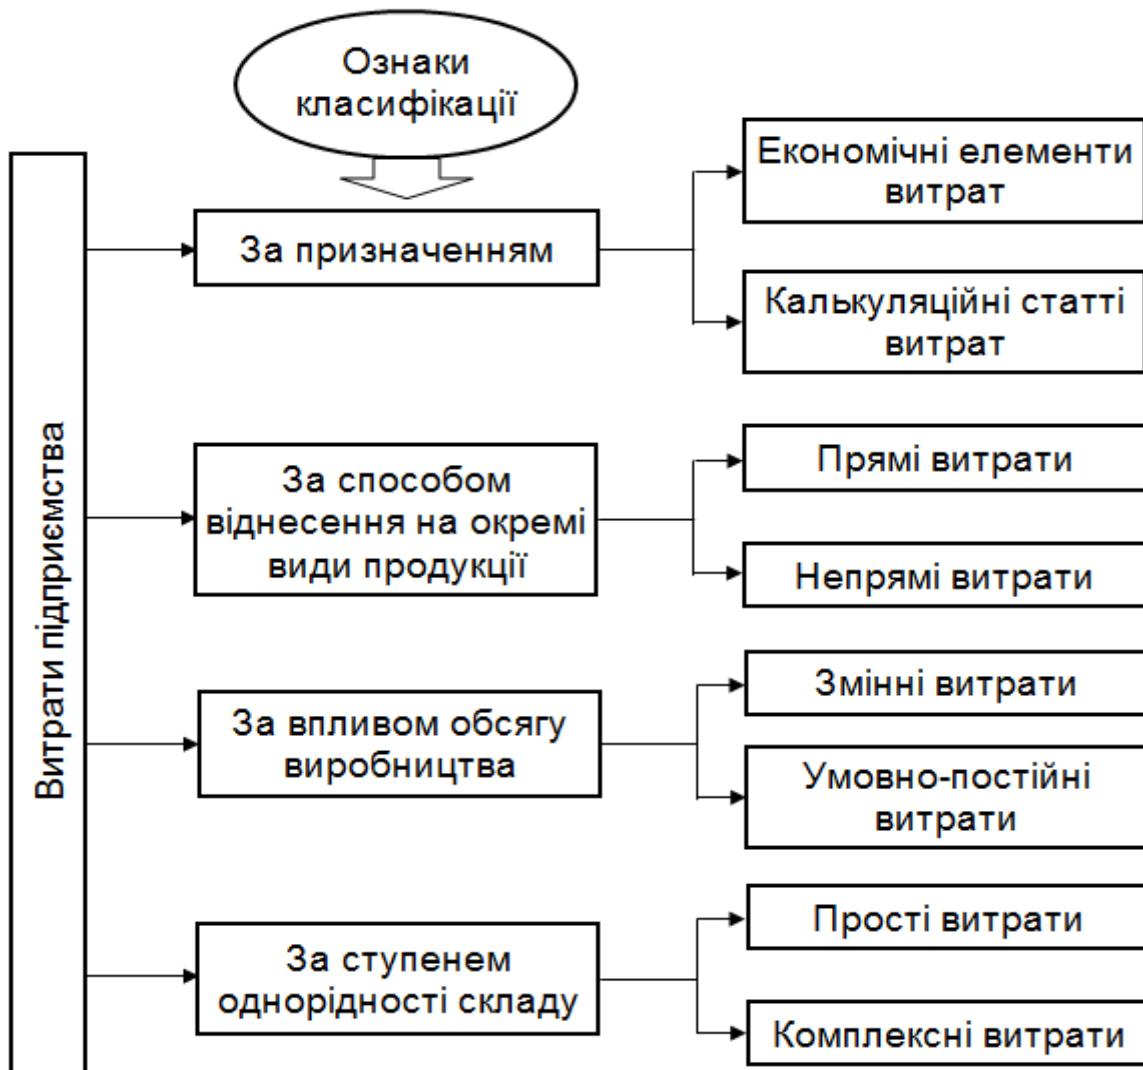 Ознаки
класифікації
Витрати підприємства
За призначенням
Економічні елементи
витрат
Калькуляційні статті
витрат
За способом
віднесення на окремі
види продукції
Прямі витрати
Непрямі витрати
За впливом обсягу
виробництва
Змінні витрати
Умовно-постійні
витрати
За ступенем
однорідності складу
Прості витрати
Комплексні витрати